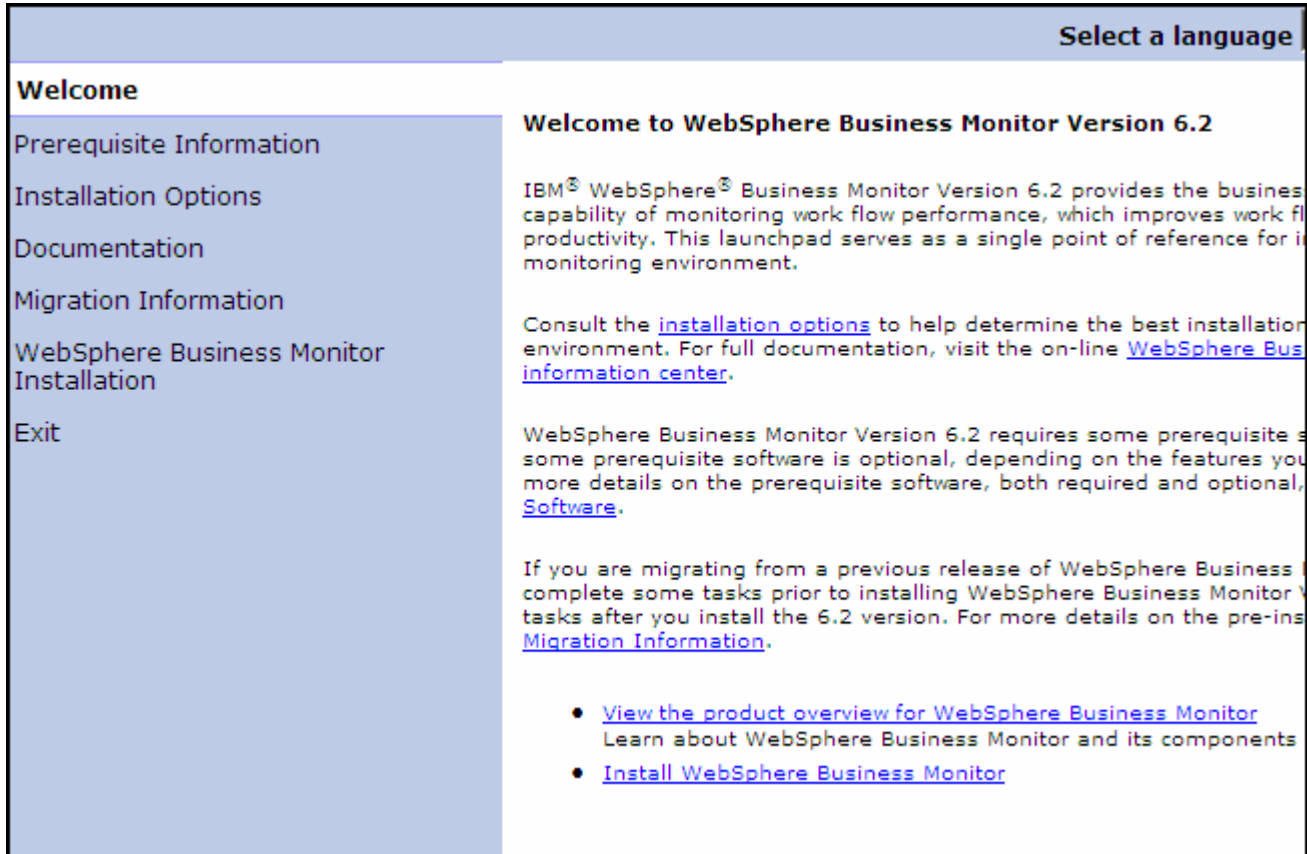 Select a language
Welcome
Prerequisite Information
Installation Options
Documentation
Migration Information
WebSphere Business Monitor
Installation
Exit
Welcome to WebSphere Business Monitor Version 6.2
IBM® WebSphere® Business Monitor Version 6.2 provides the busines
capability of monitoring work flow performance, which improves work fl
productivity. This launchpad serves as a single point of reference for i
monitoring environment.
Consult the installation options to help determine the best installation
environment. For full documentation, visit the on-line WebSphere Bus
information center.
WebSphere Business Monitor Version 6.2 requires some prerequisite s
some prerequisite software is optional, depending on the features you
more details on the prerequisite software, both required and optional,
Software.
If you are migrating from a previous release of WebSphere Business
complete some tasks prior to installing WebSphere Business Monitor V
tasks after you install the 6.2 version. For more details on the pre-ins
Migration Information.
• View the product overview for WebSphere Business Monitor
Learn about WebSphere Business Monitor and its components
• Install WebSphere Business Monitor